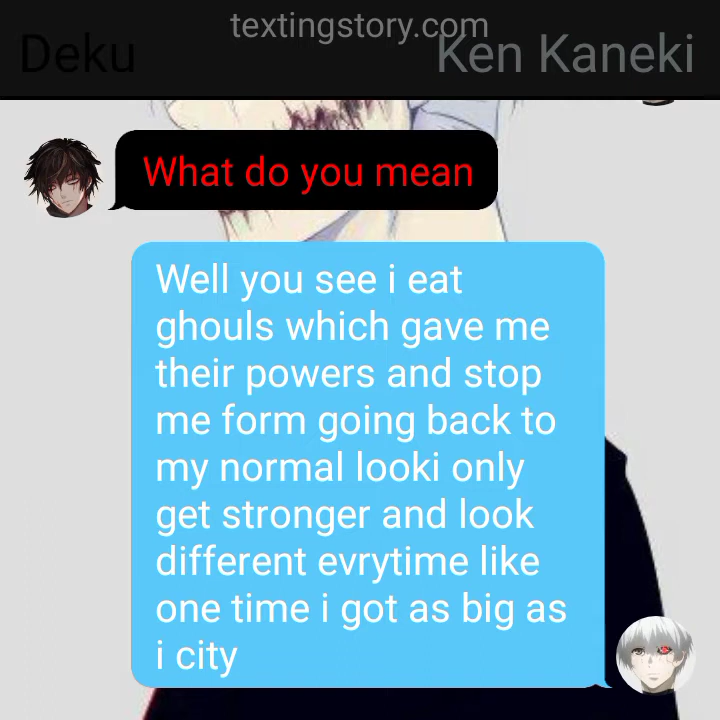 textingstory.com
Deku
Ken Kaneki
What do you mean
Well you see i eat
ghouls which gave me
their powers and stop
me form going back to
my normal looki only
get stronger and look
different evrytime like
one time i got as big as
i city